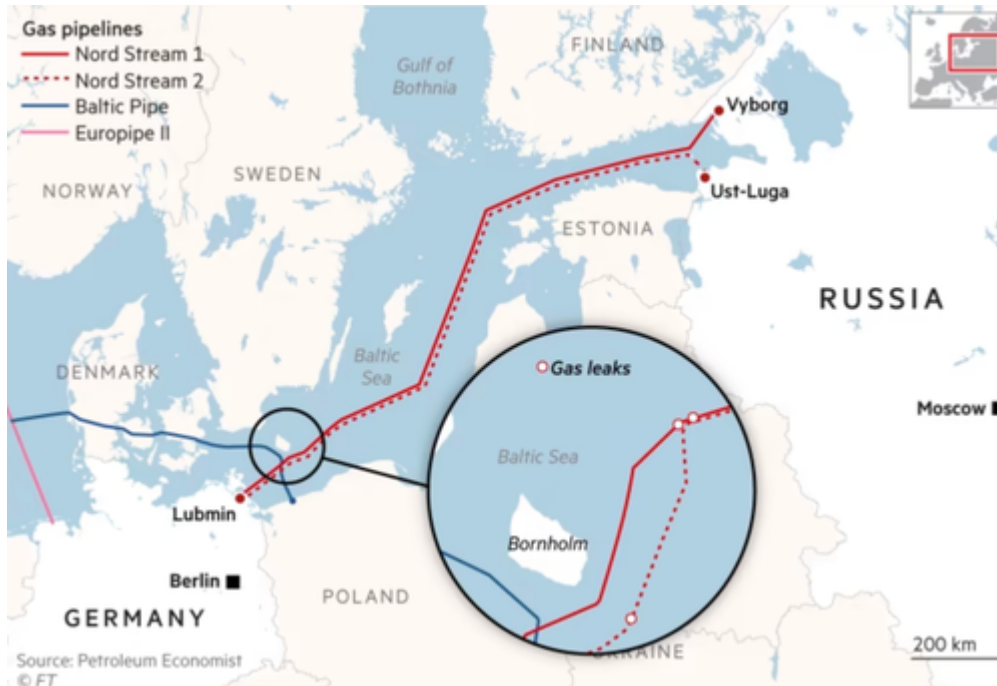 Gas pipelines
Nord Stream 1
Nord Stream 2
Baltic Pipe
Europipe II
FINLAND
Gulf of
Bothnia
Vyborg
NORWAY
SWEDEN
Ust-Luga
ESTONIA
RUSSIA
Baltic
Sea
DENMARK
Gas leaks
Moscow
Baltic Sea
Lubmin
Bornholm
Berlin
POLAND
GERMANY
UKRAINE
200 km
Source: Petroleum Economist
© FT